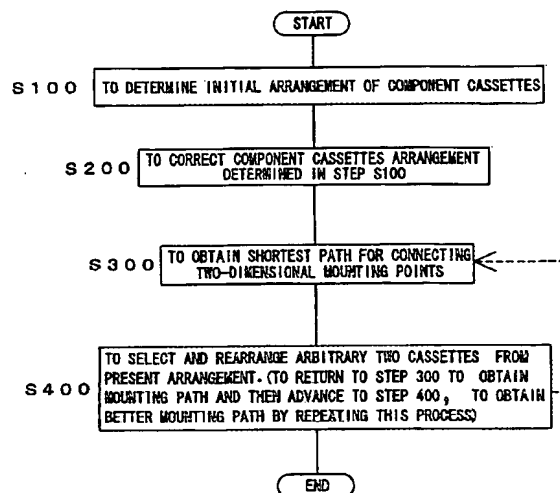 START
S100
TO DETERMINE INITIAL ARRANGEMENT OF COMPONENT CASSETTES
S200
TO CORRECT COMPONENT CASSETTES ARRANGEMENT
DETERMINED IN STEP S100
S300
TO OBTAIN SHORTEST PATH FOR CONNECTING
TWO-DIMENSIONAL MOUNTING POINTS
S400
TO SELECT AND REARRANGE ARBITRARY TWO CASSETTES FROM
PRESENT ARRANGEMENT.(TO RETURN TO STEP 300 TO OBTAIN
MOUNTING PATH AND THEN ADVANCE TO STEP 400, TO OBTAIN
BETTER MOUNTING PATH BY REPEATING THIS PROCESS)
END